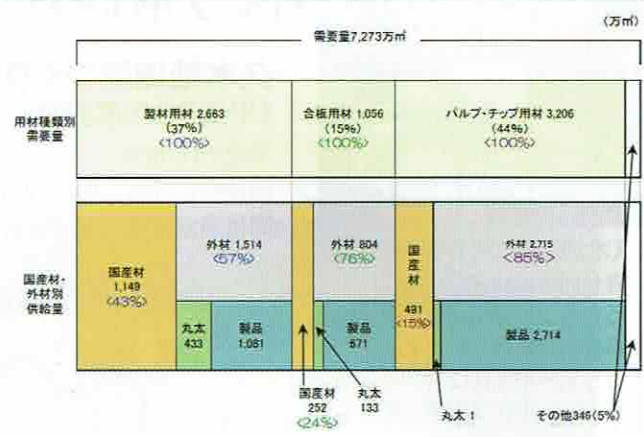 (万㎥)
需要量7,273万㎥
用材種類別
需要量
製材用材 2,663
(37%)
<100%>
合板用材 1,056
(15%)
<100%>
パルプ・チップ用材 3,206
(44%)
<100%>
国産材・
外材別
供給量
国産材
1,149
<43%>
外材 1,514
<57%>
丸太
433
製品
1,081
外材 804
<76%>
製品
671
国
産
材
491
<15%>
外材 2,715
<85%>
製品 2,714
国産材
252
<24%>
丸太
133
丸太 1
その他346(5%)